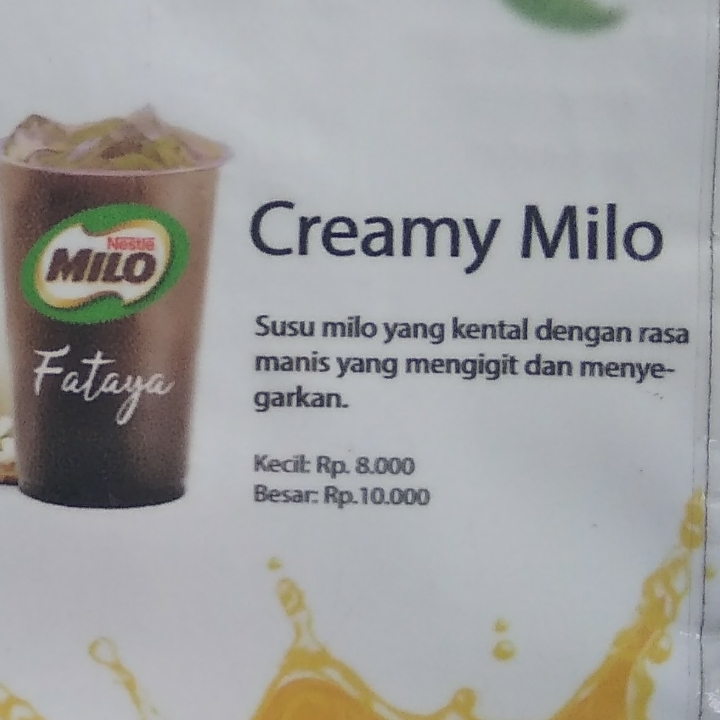 Nestlé
MILO
Fataya
Creamy Milo
Susu milo yang kental dengan rasa
manis yang mengigit dan menye-
garkan.
Kecil: Rp. 8.000
Besar: Rp.10.000